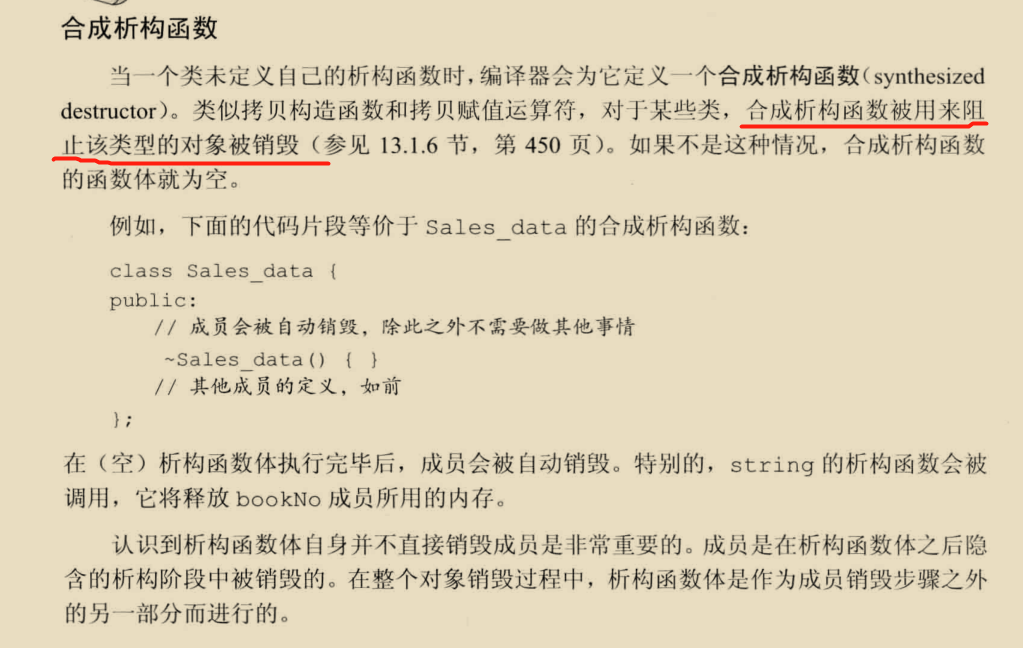 合成析构函数
当一个类未定义自己的析构函数时，编译器会为它定义一个合成析构函数（synthesized
destructor）。类似拷贝构造函数和拷贝赋值运算符，对于某些类，合成析构函数被用来阻
止该类型的对象被销毁（参见 13.1.6 节，第 450 页）。如果不是这种情况，合成析构函数
的函数体就为空。
例如，下面的代码片段等价于 Sales_data 的合成析构函数：
class Sales_data {
public:
// 成员会被自动销毁，除此之外不需要做其他事情
~Sales_data() { }
// 其他成员的定义，如前
};
在（空）析构函数体执行完毕后，成员会被自动销毁。特别的，string 的析构函数会被
调用，它将释放 bookNo 成员所用的内存。
认识到析构函数体自身并不直接销毁成员是非常重要的。成员是在析构函数体之后隐
含的析构阶段中被销毁的。在整个对象销毁过程中，析构函数体是作为成员销毁步骤之外
的另一部分而进行的。